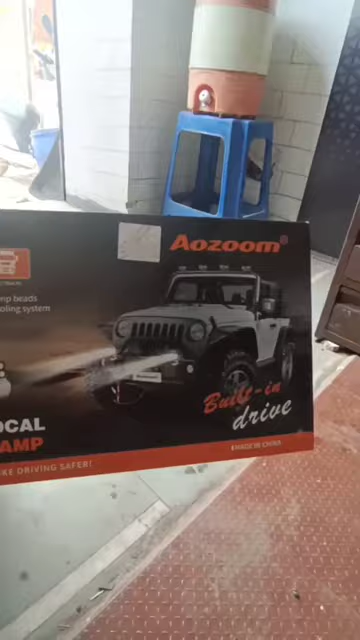 Aozoom®
mp beads
oling system
Built-in
drive
OCAL
AMP
MADE IN CHINA
KE DRIVING SAFER!